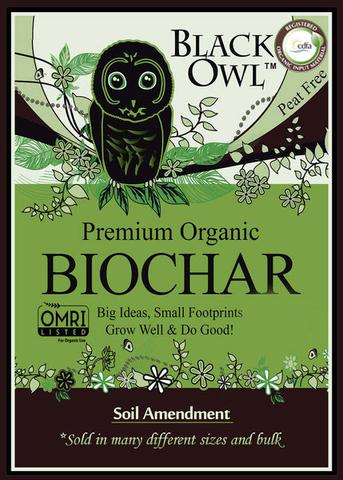 BLACK
OWL™
REGISTERED
cdfa
ORGANIC INPUT MATERIAL
Peat Free
Premium Organic
BIOCHAR
OMRI
LISTED
For Organic Use
Big Ideas, Small Footprints
Grow Well & Do Good!
Soil Amendment
*Sold in many different sizes and bulk